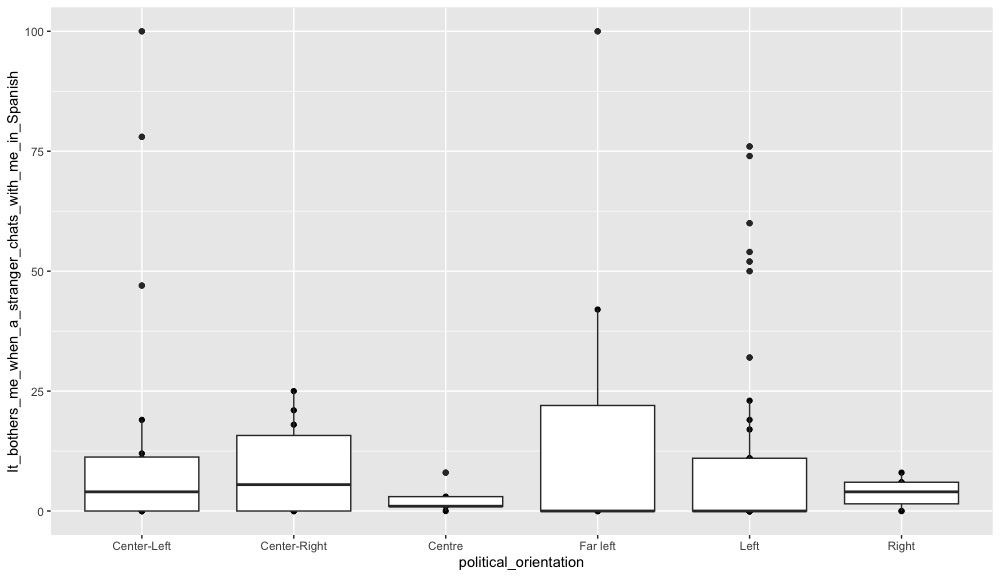 It_bothers_me_when_a_stranger_chats_with_me_in_Spanish
100
75
50
25
0
Center-Left
Center-Right
Centre
Far left
Left
Right
political_orientation